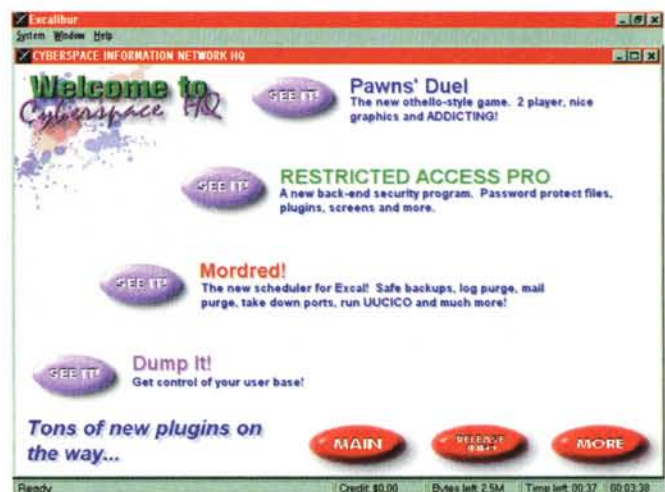 Excalibur
System Window Help
CYBERSPACE INFORMATION NETWORK HQ
Welcome to
Cyberspace HQ
SEE IT!
Pawns' Duel
The new othello-style game. 2 player, nice
graphics and ADDICTING!
SEE IT!
RESTRICTED ACCESS PRO
A new back-end security program. Password protect files,
plugins, screens and more.
SEE IT!
Mordred!
The new scheduler for Excal! Safe backups, log purge, mail
purge, take down ports, run UUCICO and much more!
SEE IT!
Dump It!
Get control of your user base!
Tons of new plugins on
the way...
MAIN
RELEASE
MORE
Ready
Credit $0.00
Bytes left 2.5M
Time left 00:37
00:03:38